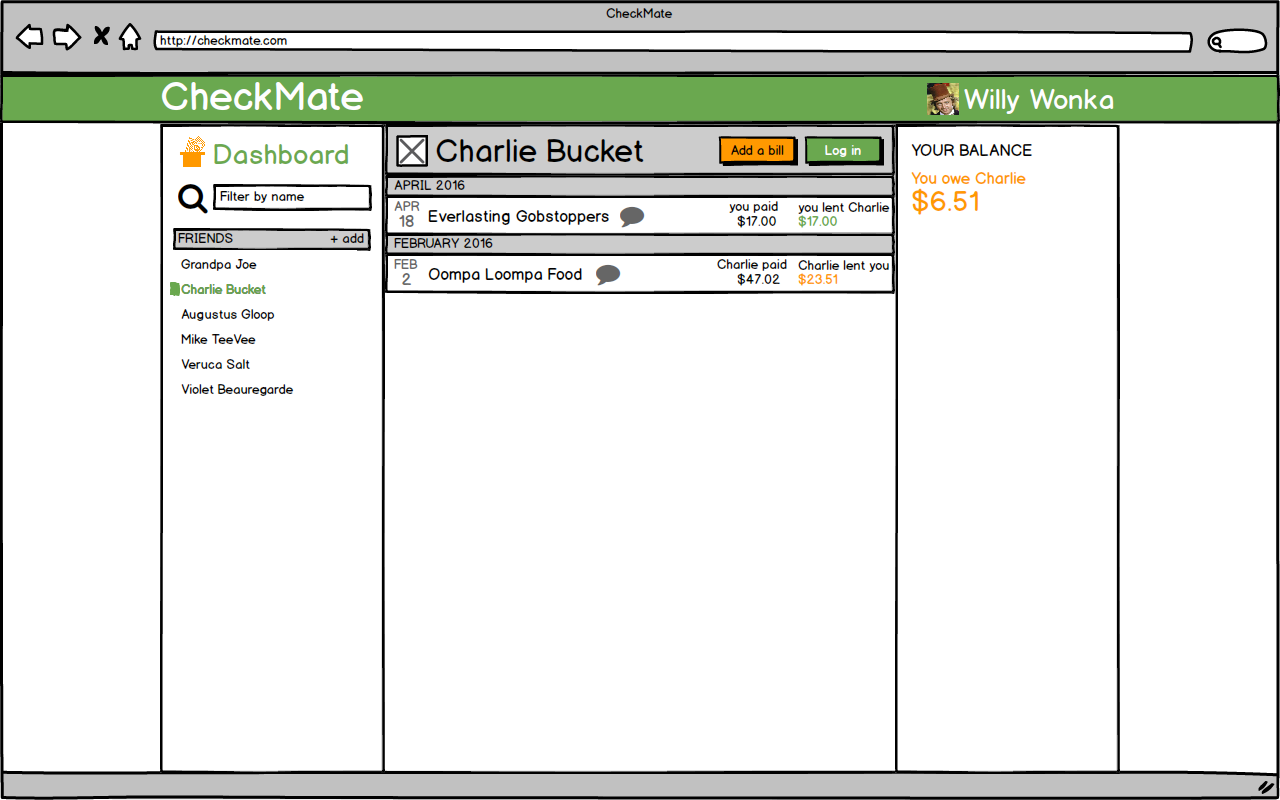 CheckMate
http://checkmate.com
CheckMate
Willy Wonka
Dashboard
Filter by name
FRIENDS + add
Grandpa Joe
Charlie Bucket
Augustus Gloop
Mike TeeVee
Veruca Salt
Violet Beauregarde
Charlie Bucket
Add a bill
Log in
APRIL 2016
APR
18
Everlasting Gobstoppers
you paid
$17.00
you lent Charlie
$17.00
FEBRUARY 2016
FEB
2
Oompa Loompa Food
Charlie paid
$47.02
Charlie lent you
$23.51
YOUR BALANCE
You owe Charlie
$6.51